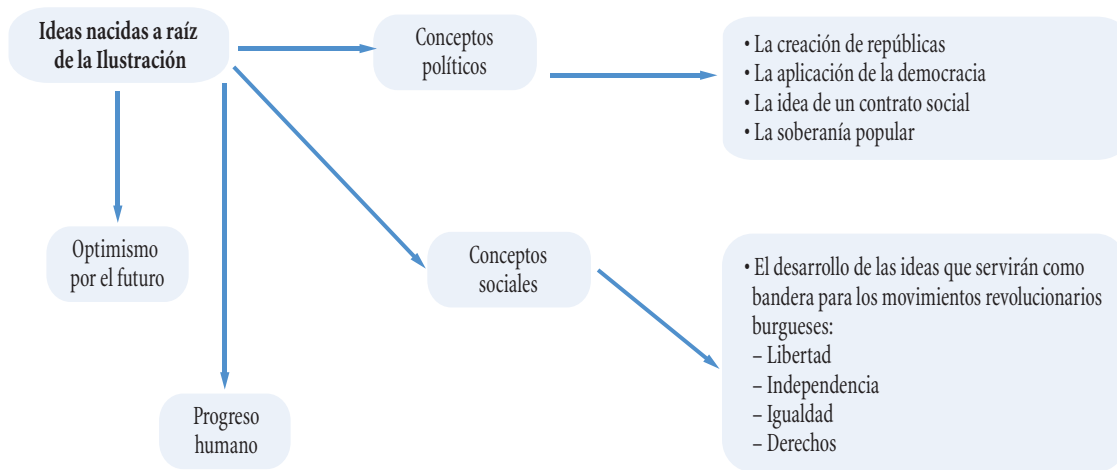 Ideas nacidas a raíz
de la Ilustración
Conceptos
políticos
• La creación de repúblicas
• La aplicación de la democracia
• La idea de un contrato social
• La soberanía popular
Optimismo
por el futuro
Conceptos
sociales
• El desarrollo de las ideas que servirán como
bandera para los movimientos revolucionarios
burgueses:
– Libertad
– Independencia
– Igualdad
– Derechos
Progreso
humano